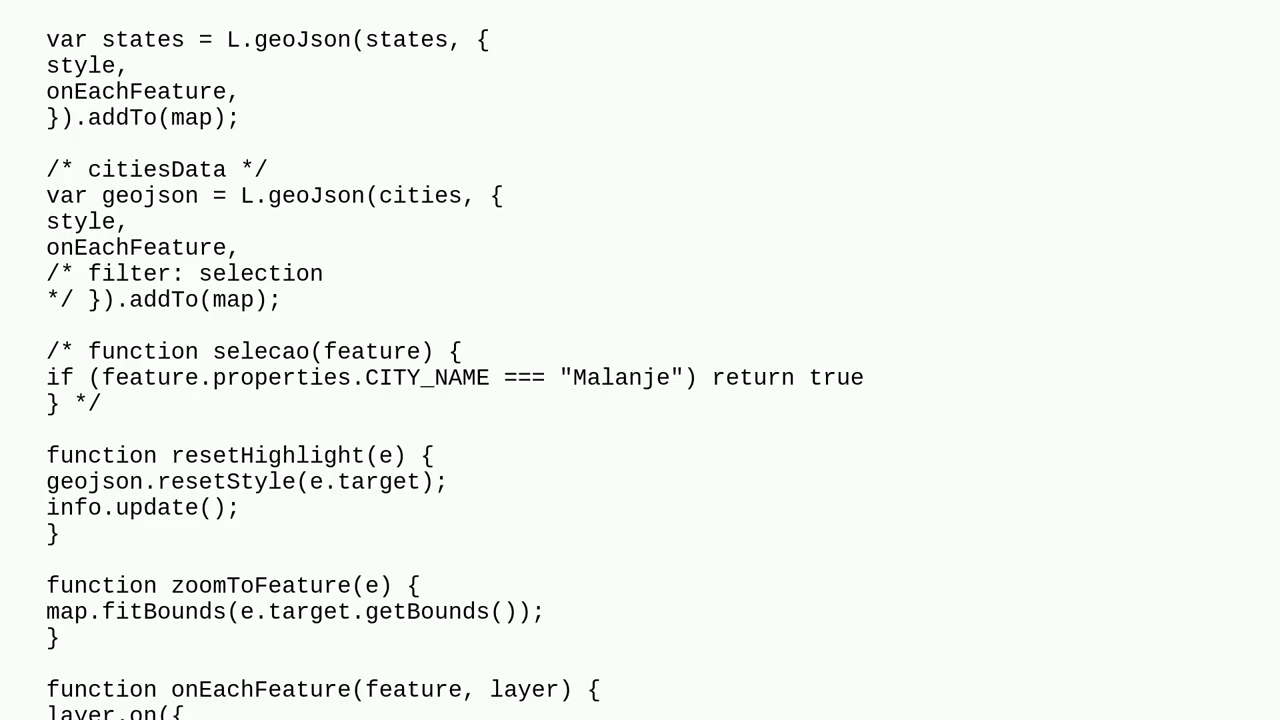 var states = L.geoJson(states, {
style,
onEachFeature,
}).addTo(map);
/* citiesData */
var geojson = L.geoJson(cities, {
style,
onEachFeature,
/* filter: selection
*/ }).addTo(map);
/* function selecao(feature) {
if (feature.properties.CITY_NAME === "Malanje") return true
} */
function resetHighlight(e) {
geojson.resetStyle(e.target);
info.update();
}
function zoomToFeature(e) {
map.fitBounds(e.target.getBounds());
}
function onEachFeature(feature, layer) {
layer.on({